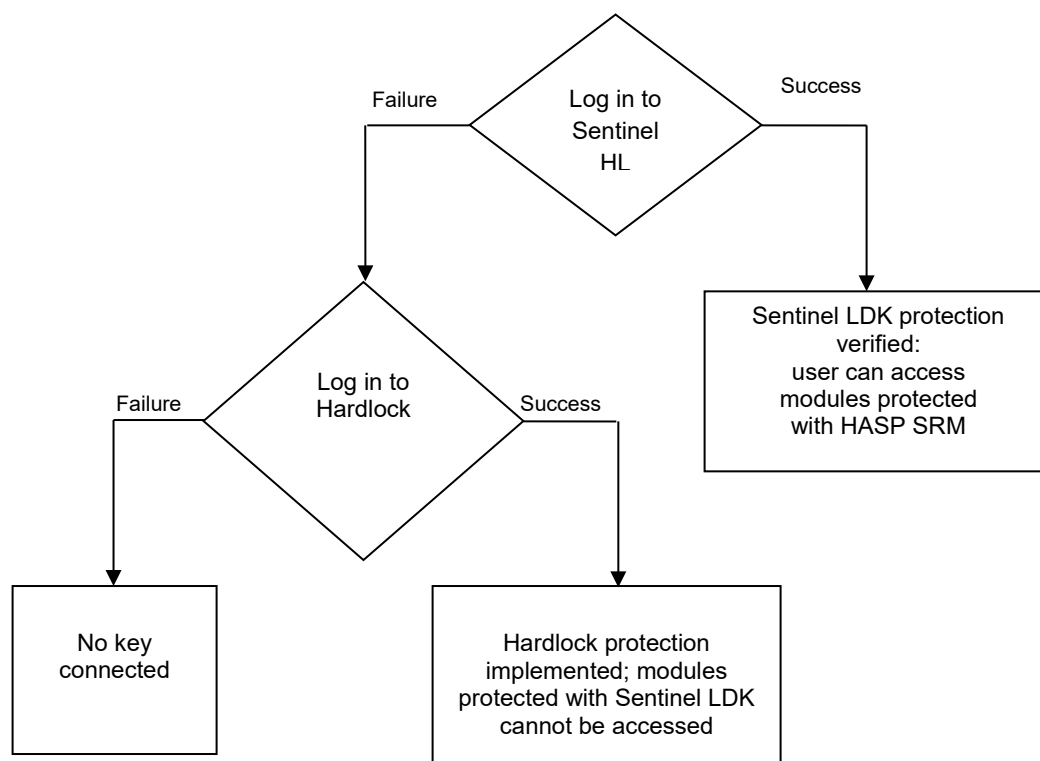 Failure
Success
Log in to
Sentinel
HL
Sentinel LDK protection
verified:
user can access
modules protected
with HASP SRM
Log in to
Hardlock
Failure
Success
No key
connected
Hardlock protection
implemented; modules
protected with Sentinel LDK
cannot be accessed